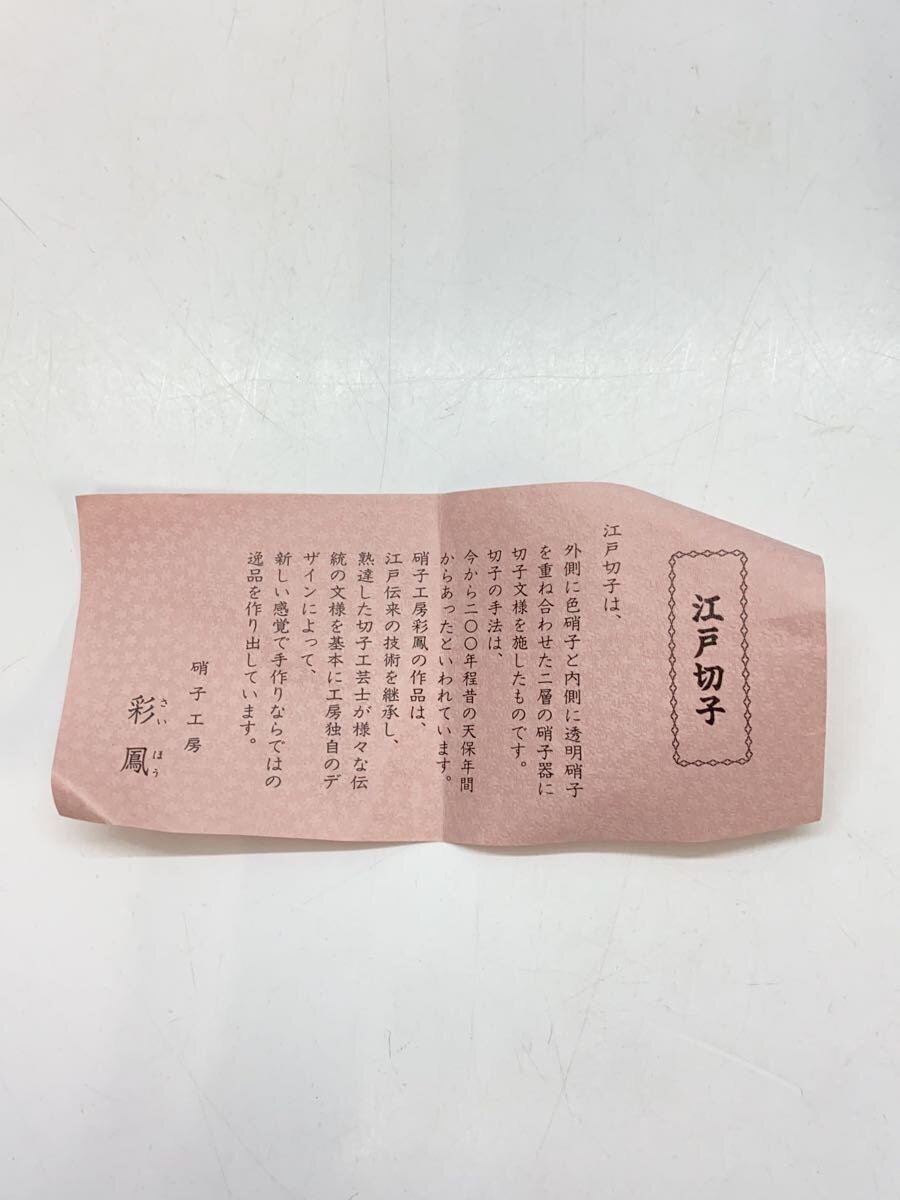 江戸切子
江戸切子は、
外側に色硝子と内側に透明硝子
を重ね合わせた二層の硝子器に
切子文様を施したものです。
切子の手法は、
今から二〇〇年程昔の天保年間
からあったといわれています。
硝子工房彩鳳の作品は、
江戸伝来の技術を継承し、
熟達した切子工芸士が様々な伝
統の文様を基本に工房独自のデ
ザインによって、
新しい感覚で手作りならではの
逸品を作り出しています。
硝子工房
彩鳳
さいほう